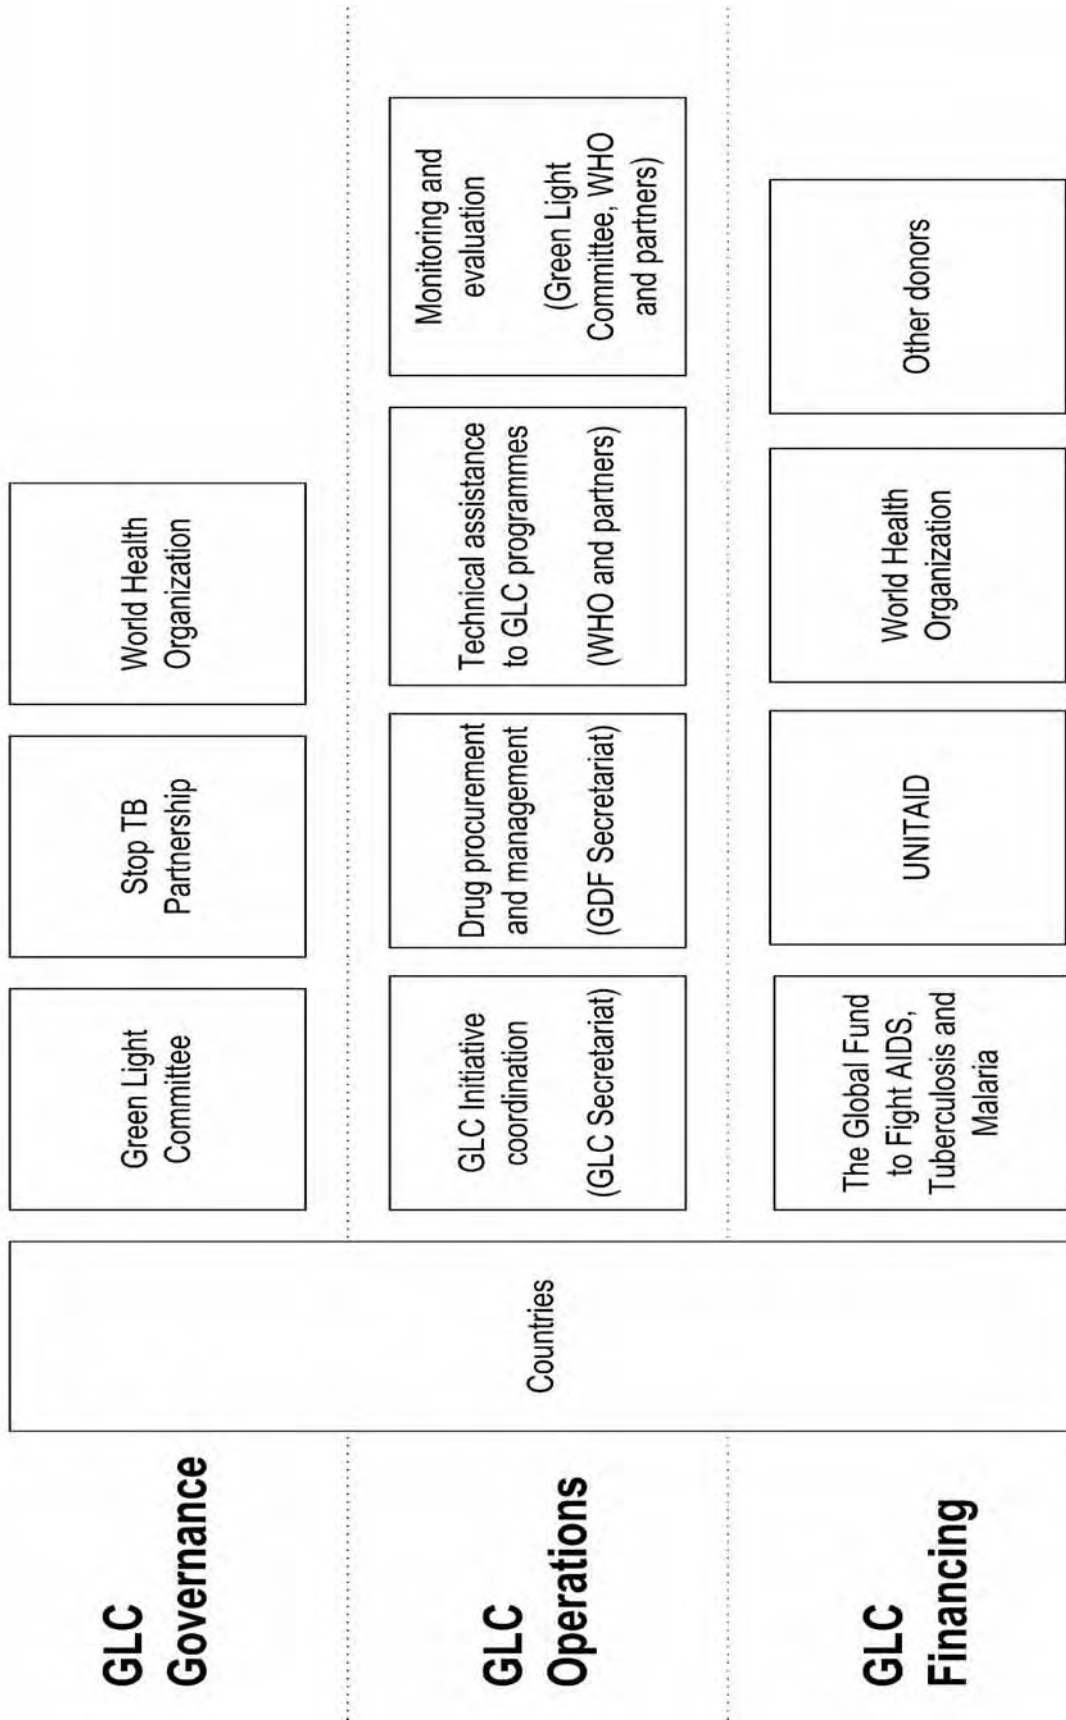 GLC
Governance
Countries
Green Light
Committee
Stop TB
Partnership
World Health
Organization
GLC
Operations
GLC Initiative
coordination
(GLC Secretariat)
Drug procurement
and management
(GDF Secretariat)
Technical assistance
to GLC programmes
(WHO and partners)
Monitoring and
evaluation
(Green Light
Committee, WHO
and partners)
GLC
Financing
The Global Fund
to Fight AIDS,
Tuberculosis and
Malaria
UNITAID
World Health
Organization
Other donors